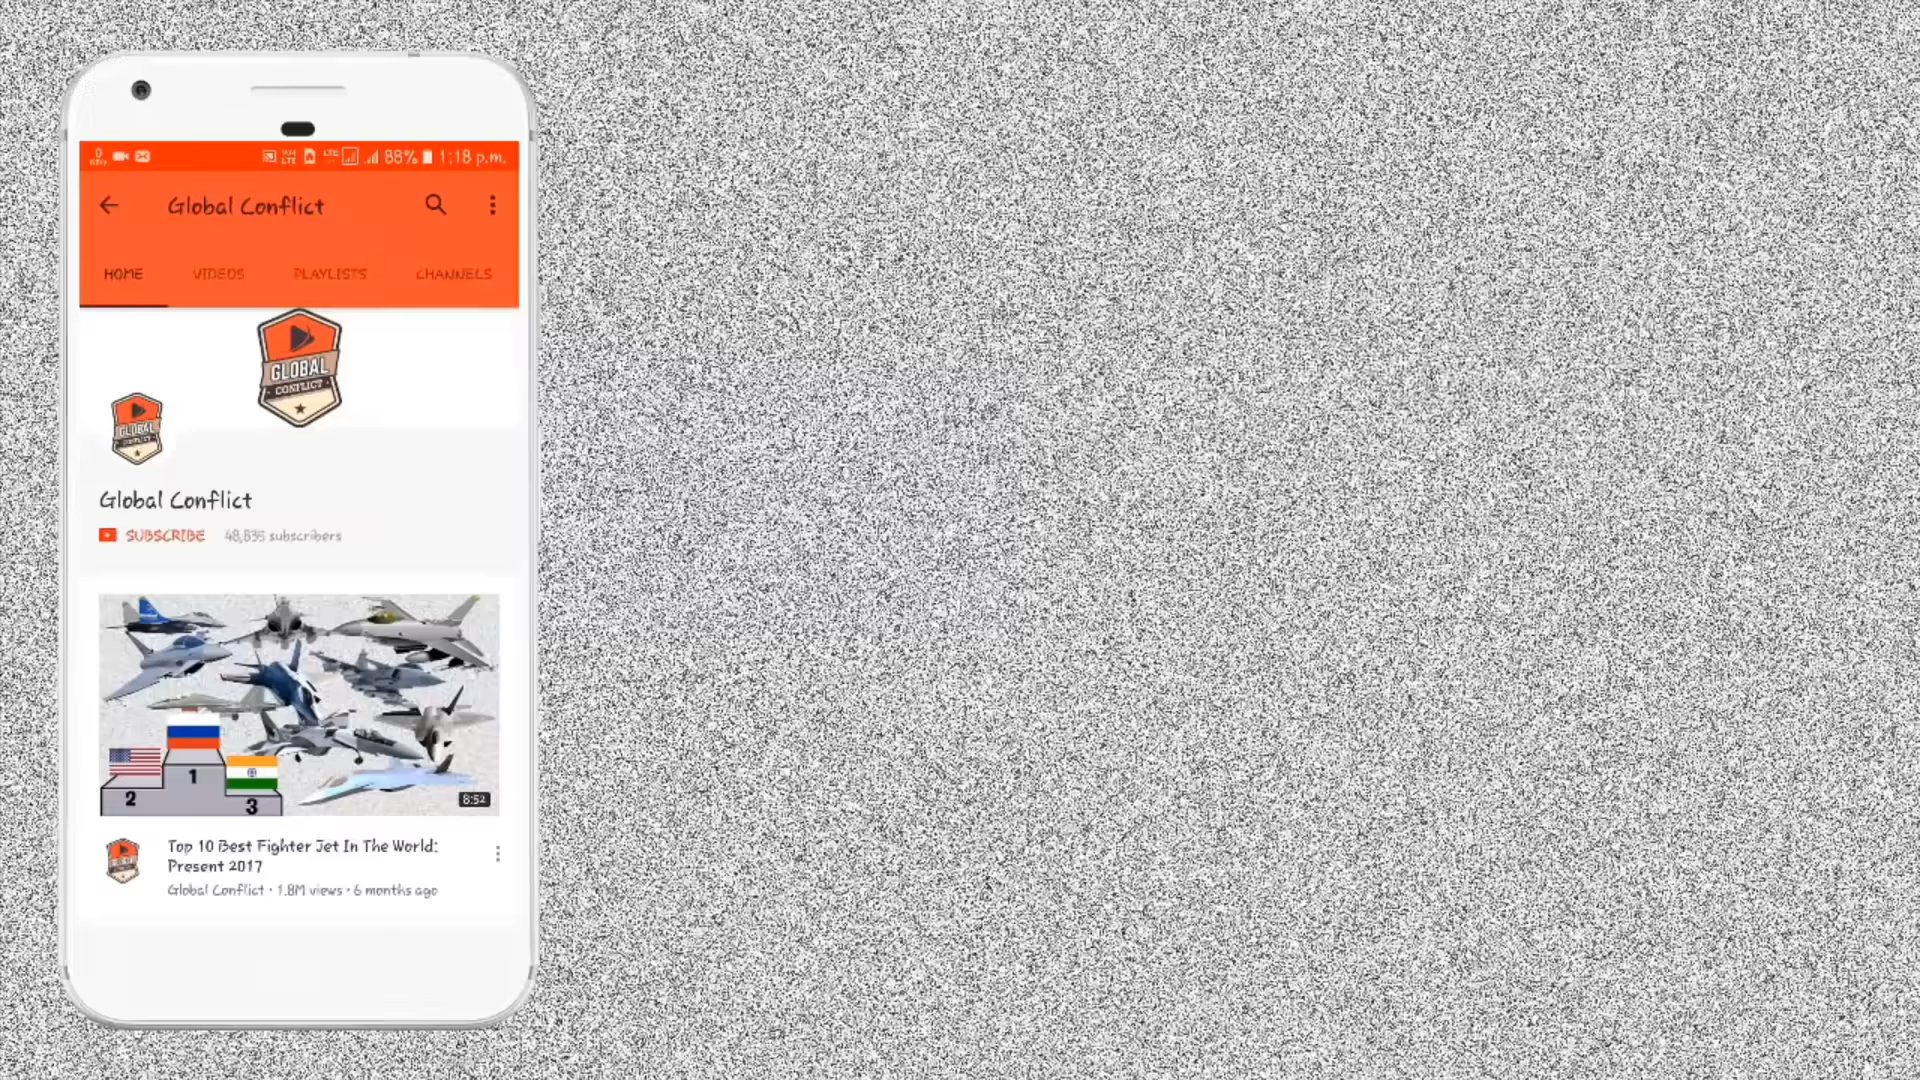 88% 1:18 p.m.
Global Conflict
HOME VIDEOS PLAYLISTS CHANNELS
GLOBAL
CONFLICT
GLOBAL
CONFLICT
Global Conflict
SUBSCRIBE 48,835 subscribers
1
2
3
8:52
Top 10 Best Fighter Jet In The World:
Present 2017
Global Conflict • 1.8M views • 6 months ago